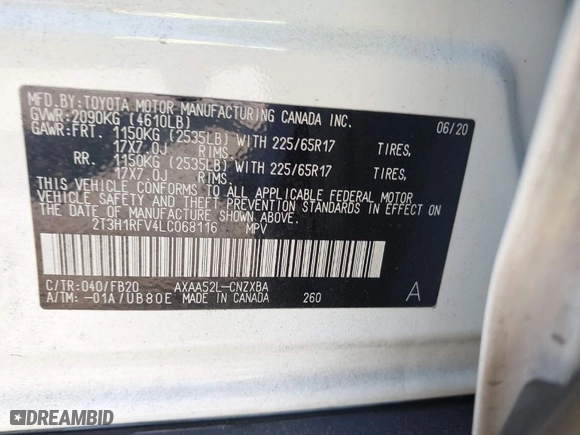 MFD.BY:TOYOTA MOTOR MANUFACTURING CANADA INC.
GVWR:2090KG (4610LB) 06/20
GAWR:FRT. 1150KG (2535LB) WITH 225/65R17 TIRES,
17X7.0J RIMS,
RR. 1150KG (2535LB) WITH 225/65R17 TIRES,
17X7.0J RIMS,
THIS VEHICLE CONFORMS TO ALL APPLICABLE FEDERAL MOTOR
VEHICLE SAFETY AND THEFT PREVENTION STANDARDS IN EFFECT ON
THE DATE OF MANUFACTURE SHOWN ABOVE.
2T3H1RFV4LC068116 MPV
C/TR:040/FB20 AXAA52L-CNZXBA
A/TM: -01A/UB80E MADE IN CANADA 260 A
DREAMBID